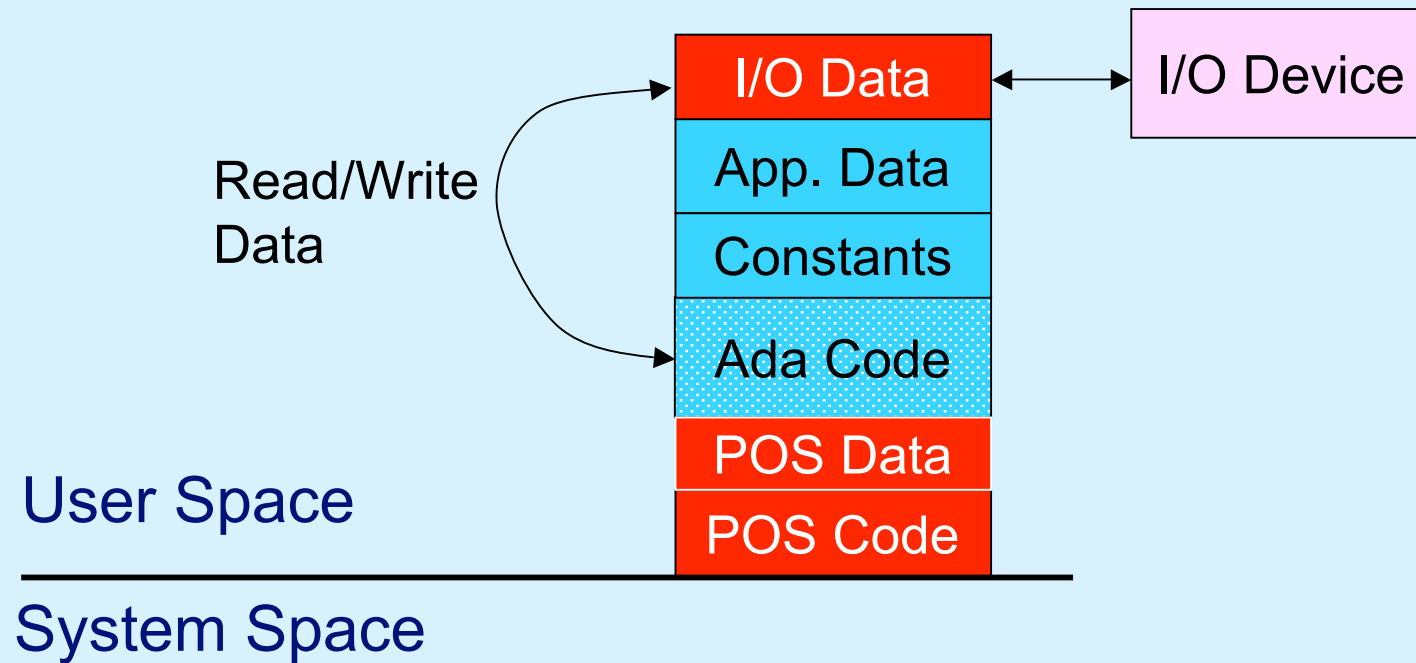 I/O Data
I/O Device
App. Data
Read/Write
Data
Constants
Ada Code
POS Data
User Space
POS Code
System Space